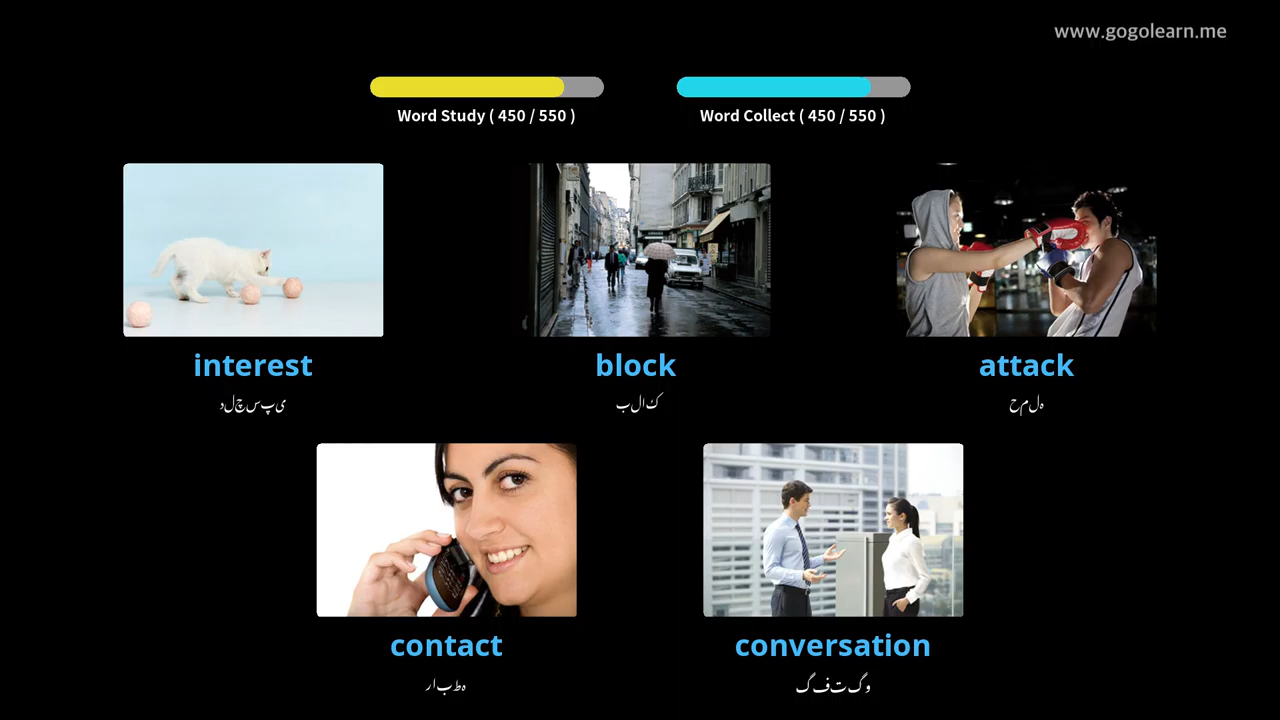 www.gogolearn.me
Word Study ( 450 / 550 )
Word Collect ( 450 / 550 )
interest
block
attack
دلچسپی
بلاک
حملہ
contact
conversation
رابطہ
گفتگو